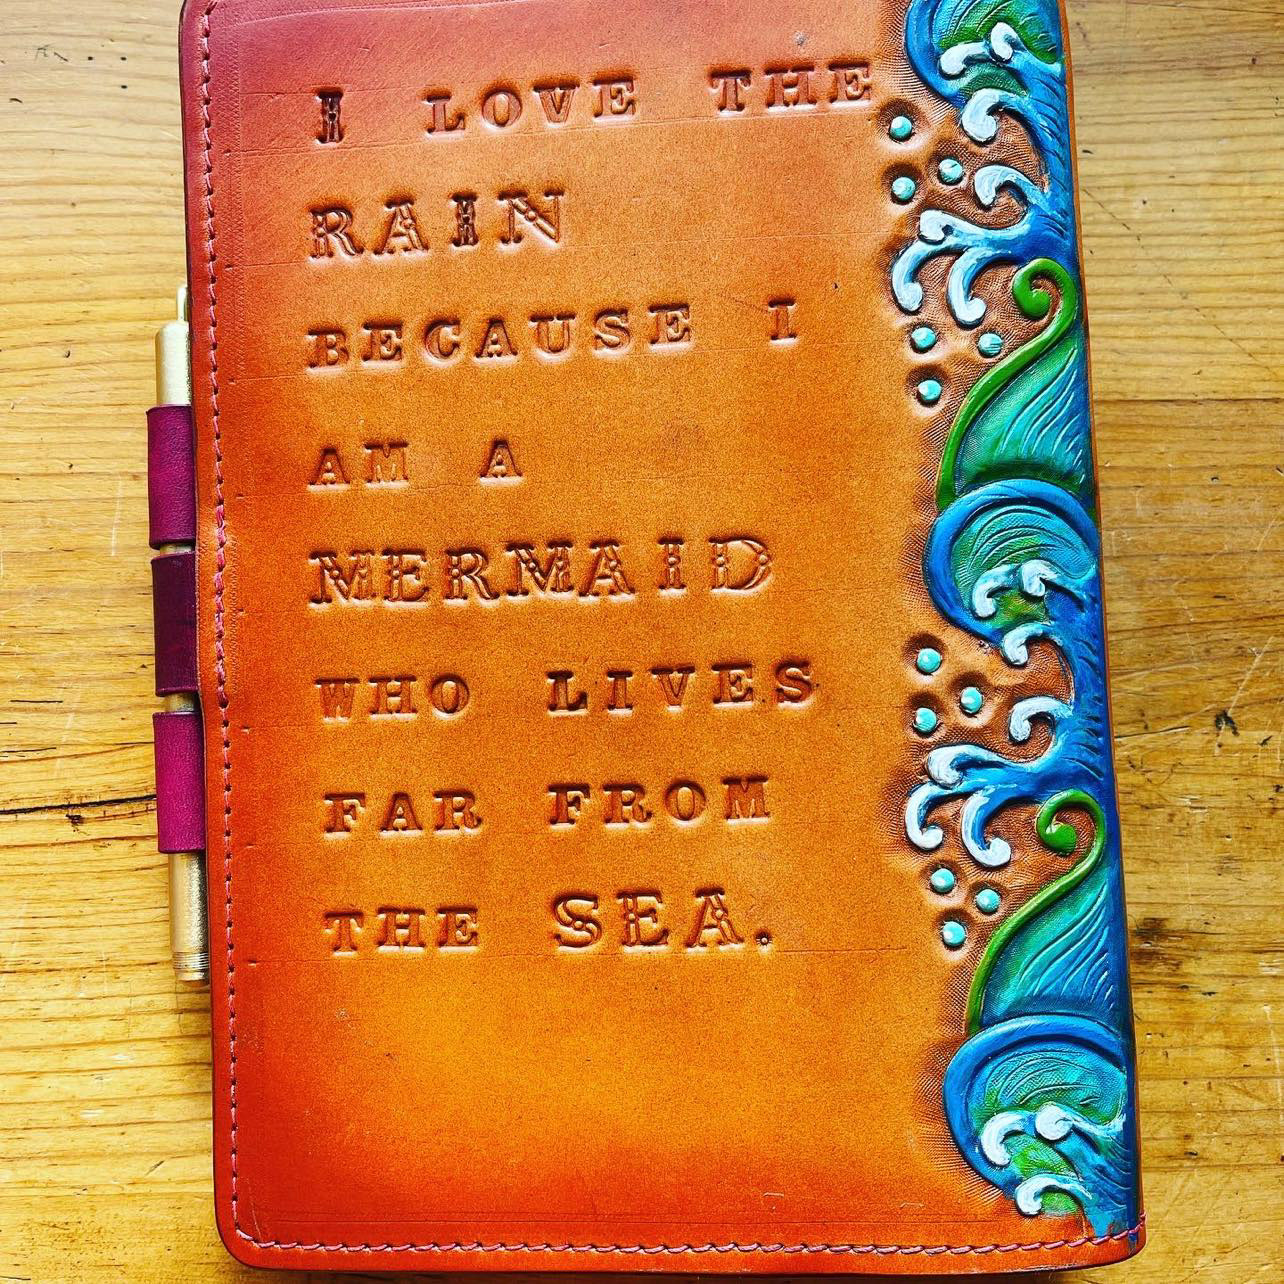 I LOVE THE
RAIN
BECAUSE I
AM A
MERMAID
WHO LIVES
FAR FROM
THE SEA.